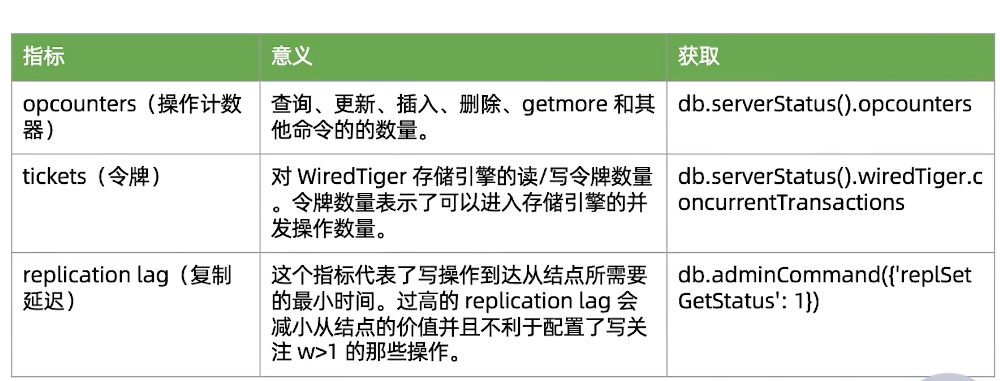 指标
意义
获取
opcounters（操作计数
器）
查询、更新、插入、删除、getmore 和其
他命令的的数量。
db.serverStatus().opcounters
tickets（令牌）
对 WiredTiger 存储引擎的读/写令牌数量
。令牌数量表示了可以进入存储引擎的并
发操作数量。
db.serverStatus().wiredTiger.c
oncurrentTransactions
replication lag（复制
延迟）
这个指标代表了写操作到达从结点所需要
的最小时间。过高的 replication lag 会
减小从结点的价值并且不利于配置了写关
注 w>1 的那些操作。
db.adminCommand({'replSet
GetStatus': 1})